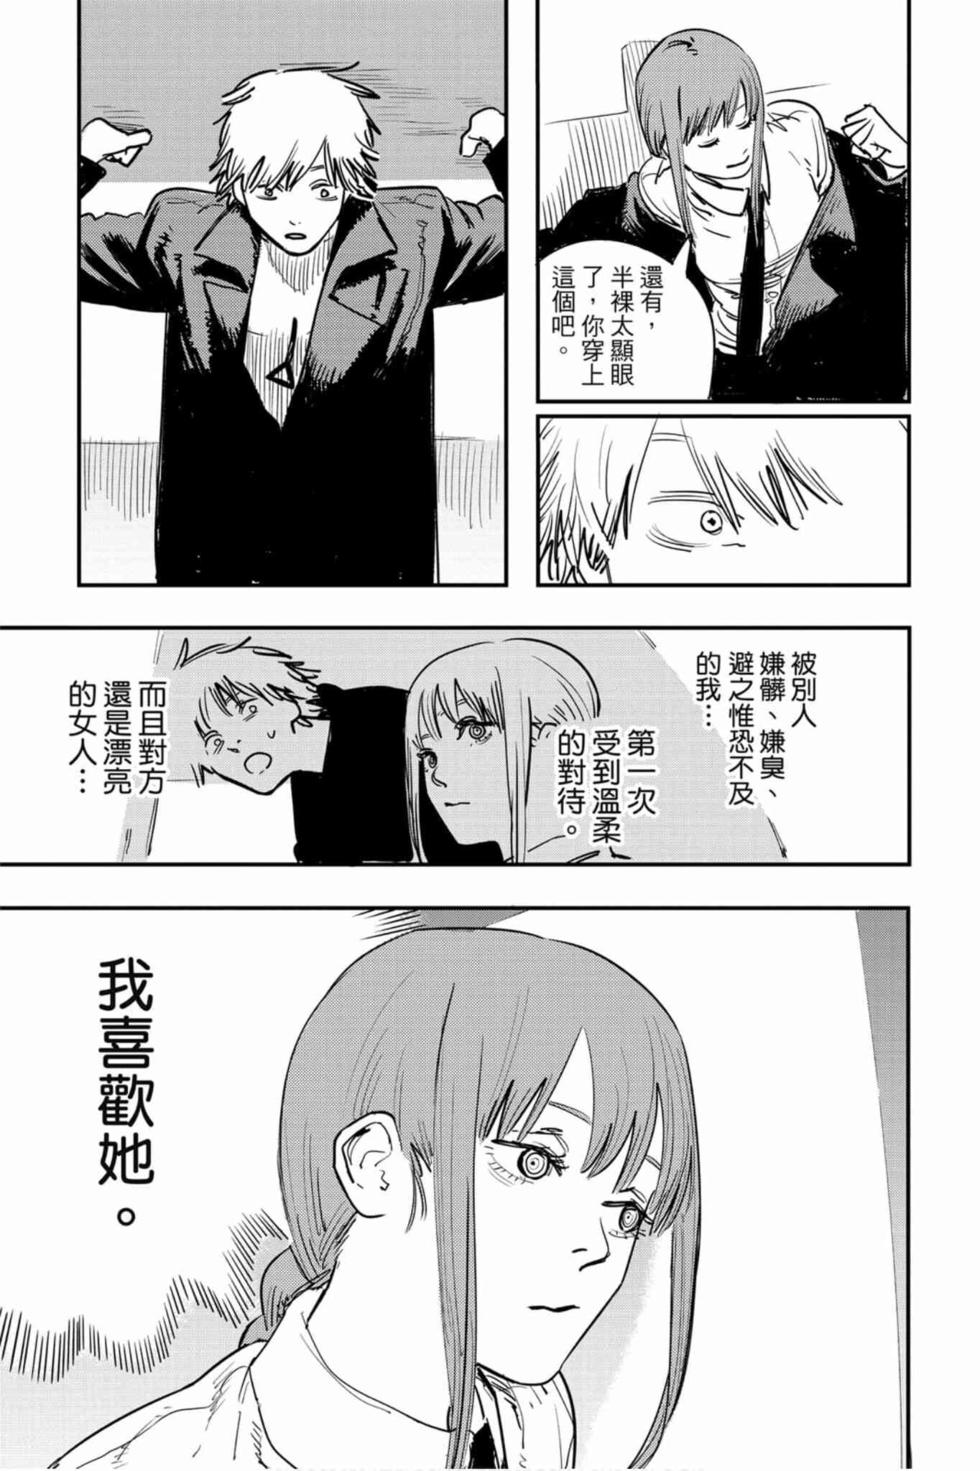 還有，
半裸太顯眼
了，你穿上
這個吧。
被別人
嫌髒、嫌臭、
避之惟恐不及
的我…
第一次
受到溫柔
的對待。
而且對方
還是漂亮
的女人…
我喜歡她。